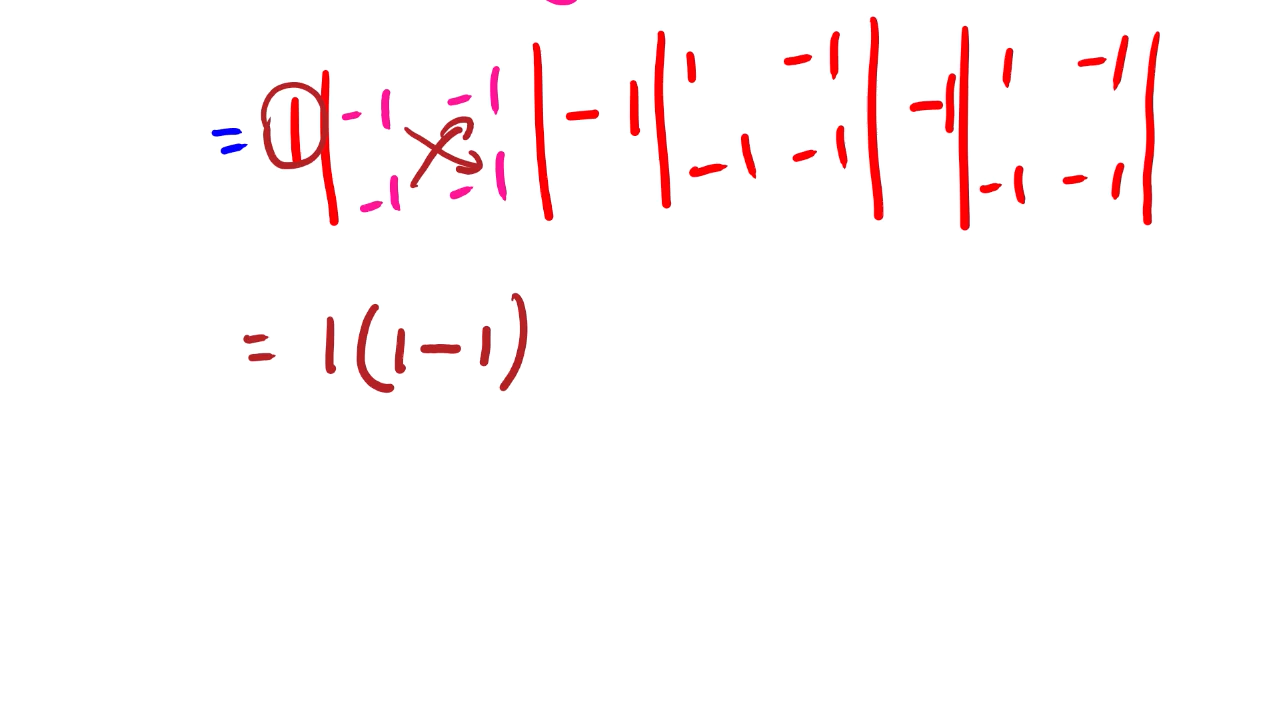 = 1 | -1 -1 | - 1 | 1 -1 | -1 | 1 -1 |
| -1 -1 | | -1 -1 | | -1 -1 |
= 1(1-1)